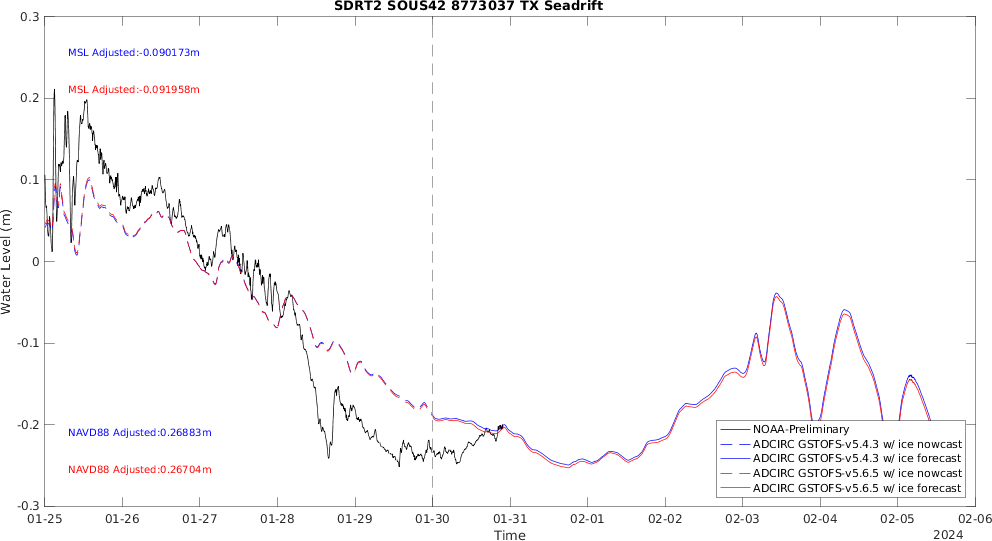 SDRT2 SOUS42 8773037 TX Seadrift
0.3
0.2
0.1
0
-0.1
-0.2
-0.3
Water Level (m)
MSL Adjusted:-0.090173m
MSL Adjusted:-0.091958m
NAVD88 Adjusted:0.26883m
NAVD88 Adjusted:0.26704m
NOAA-Preliminary
ADCIRC GSTOFS-v5.4.3 w/ ice nowcast
ADCIRC GSTOFS-v5.4.3 w/ ice forecast
ADCIRC GSTOFS-v5.6.5 w/ ice nowcast
ADCIRC GSTOFS-v5.6.5 w/ ice forecast
01-25 01-26 01-27 01-28 01-29 01-30 01-31 02-01 02-02 02-03 02-04 02-05 02-06
Time
2024